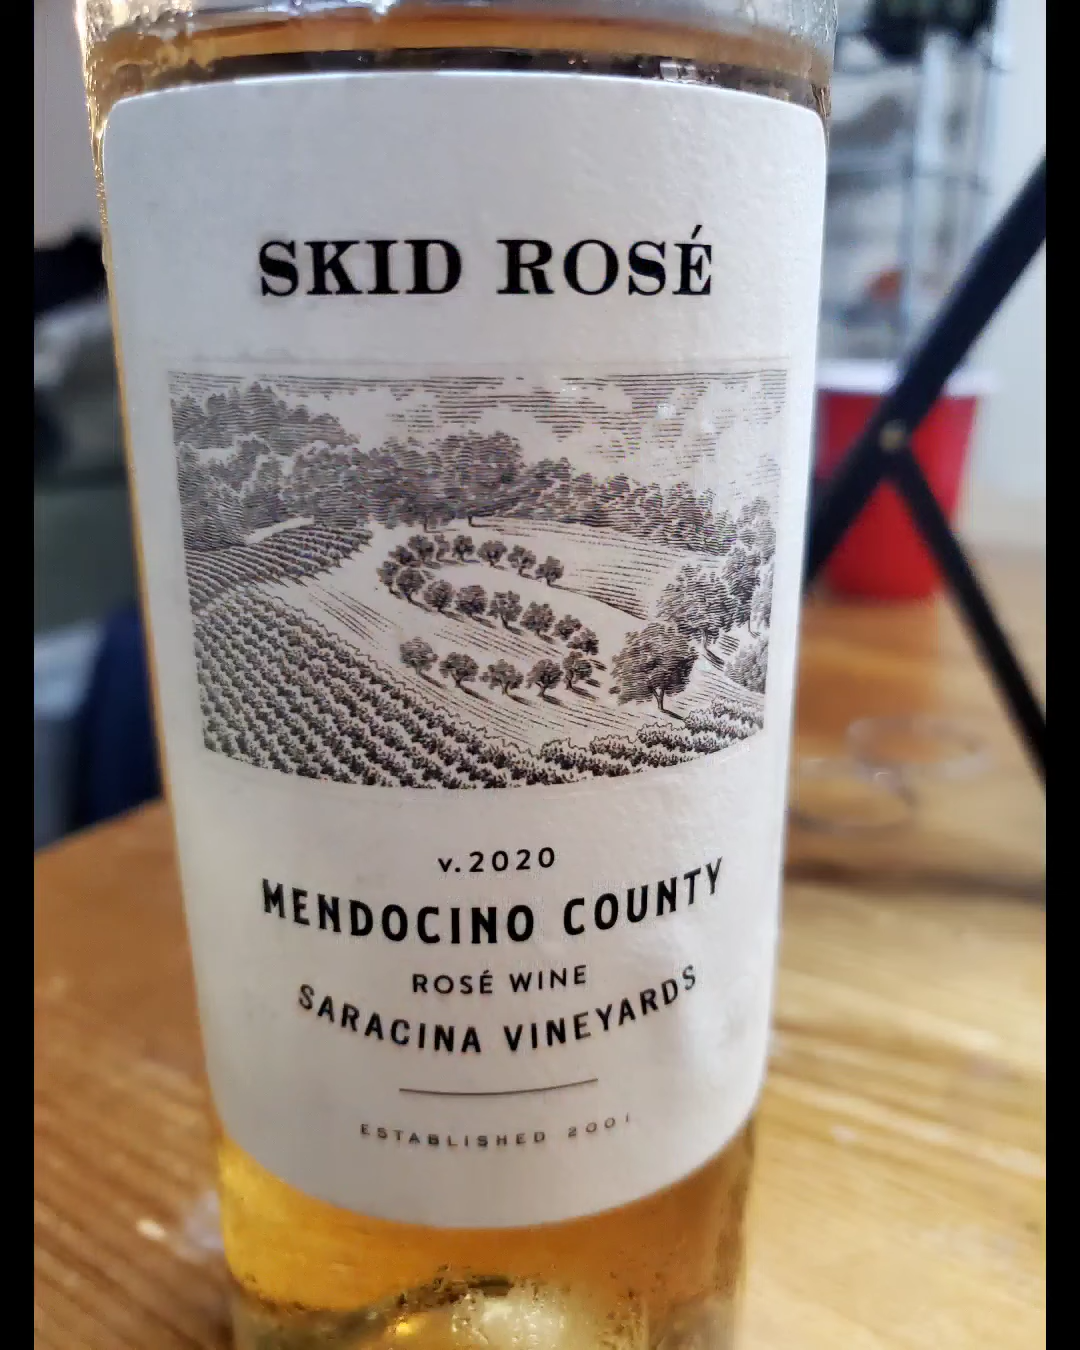 SKID ROSÉ
v.2020
MENDOCINO COUNTY
ROSÉ WINE
SARACINA VINEYARDS
ESTABLISHED 2001